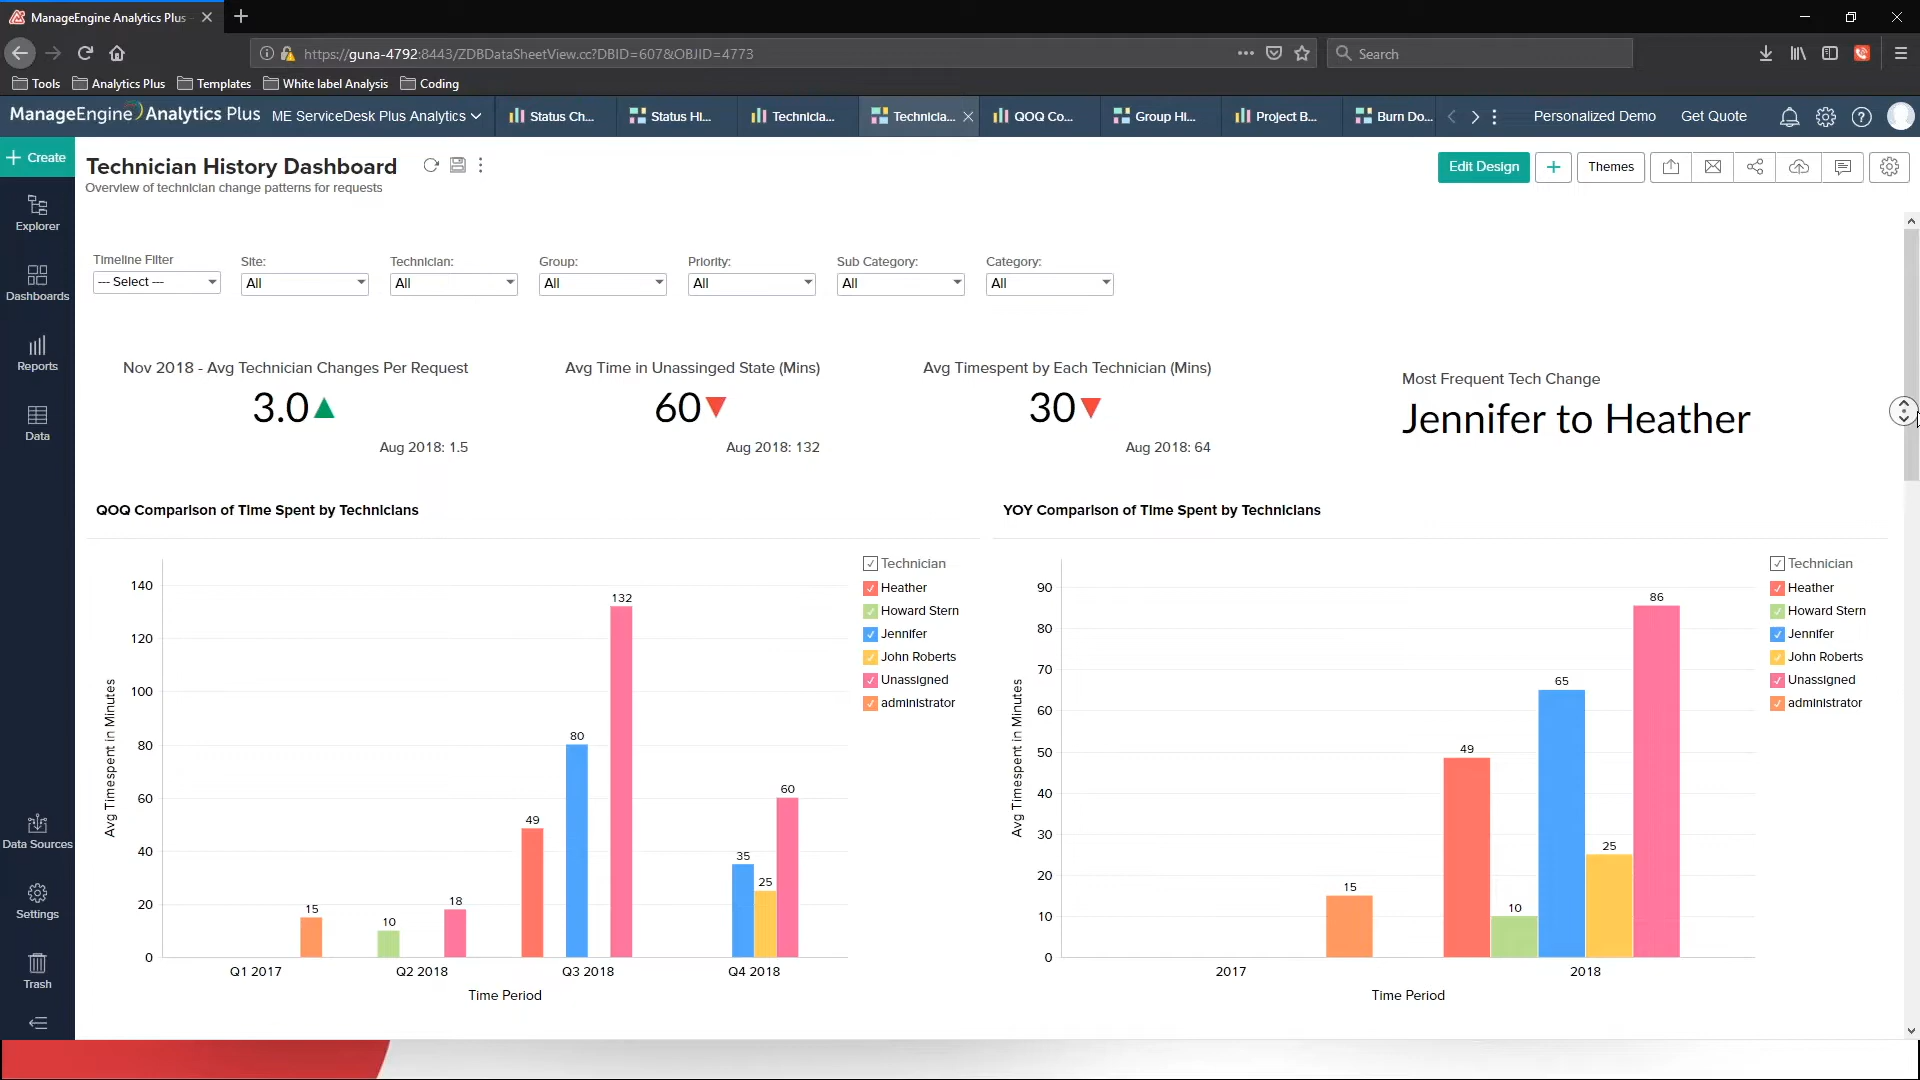 ManageEngine Analytics Plus
https://guna-4792:8443/ZDBDataSheetView.cc?DBID=607&OBJID=4773
Search
Tools
Analytics Plus
Templates
White label Analysis
Coding
ManageEngine Analytics Plus
ME ServiceDesk Plus Analytics
Status Ch...
Status Hi...
Technicia...
Technicia...
QOQ Co...
Group Hi...
Project B...
Burn Do...
Personalized Demo
Get Quote
Create
Technician History Dashboard
Overview of technician change patterns for requests
Edit Design
Themes
Explorer
Dashboards
Reports
Data
Data Sources
Settings
Trash
Timeline Filter
--- Select ---
Site:
All
Technician:
All
Group:
All
Priority:
All
Sub Category:
All
Category:
All
Nov 2018 - Avg Technician Changes Per Request
3.0
Aug 2018: 1.5
Avg Time in Unassinged State (Mins)
60
Aug 2018: 132
Avg Timespent by Each Technician (Mins)
30
Aug 2018: 64
Most Frequent Tech Change
Jennifer to Heather
QOQ Comparison of Time Spent by Technicians
Avg Timespent in Minutes
140
120
100
80
60
40
20
0
15
10
18
49
80
132
35
25
60
Q1 2017
Q2 2018
Q3 2018
Q4 2018
Time Period
Technician
Heather
Howard Stern
Jennifer
John Roberts
Unassigned
administrator
YOY Comparison of Time Spent by Technicians
Avg Timespent in Minutes
90
80
70
60
50
40
30
20
10
0
15
49
10
65
25
86
2017
2018
Time Period
Technician
Heather
Howard Stern
Jennifer
John Roberts
Unassigned
administrator